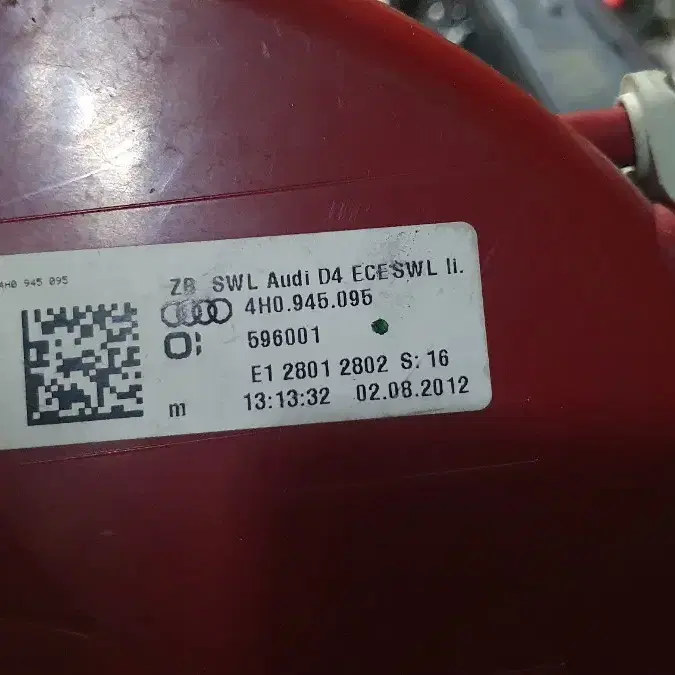 4H0 945 095
ZB SWL Audi D4 ECESWL li.
4H0.945.095
596001
E1 2801 2802 S: 16
m 13:13:32 02.08.2012